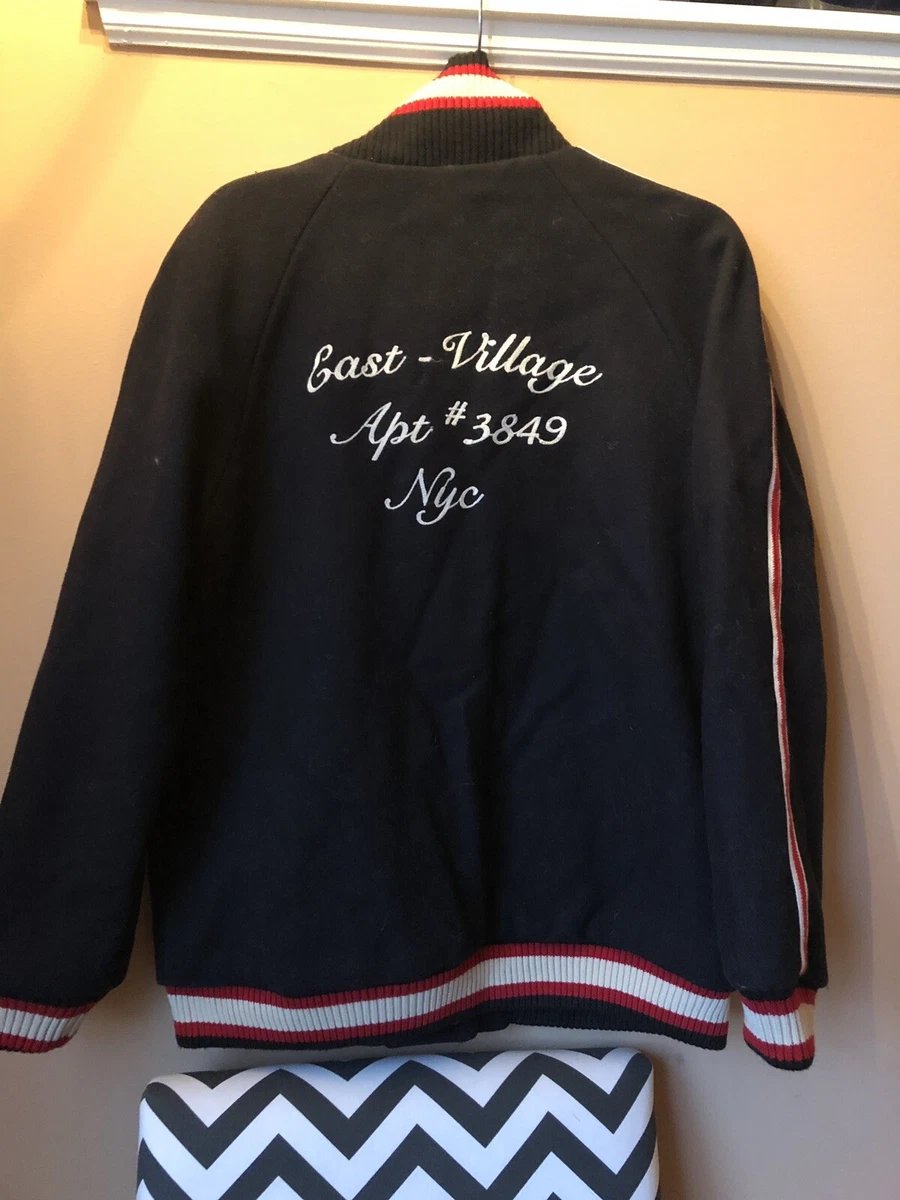 East - Village
Apt #3849
Nyc